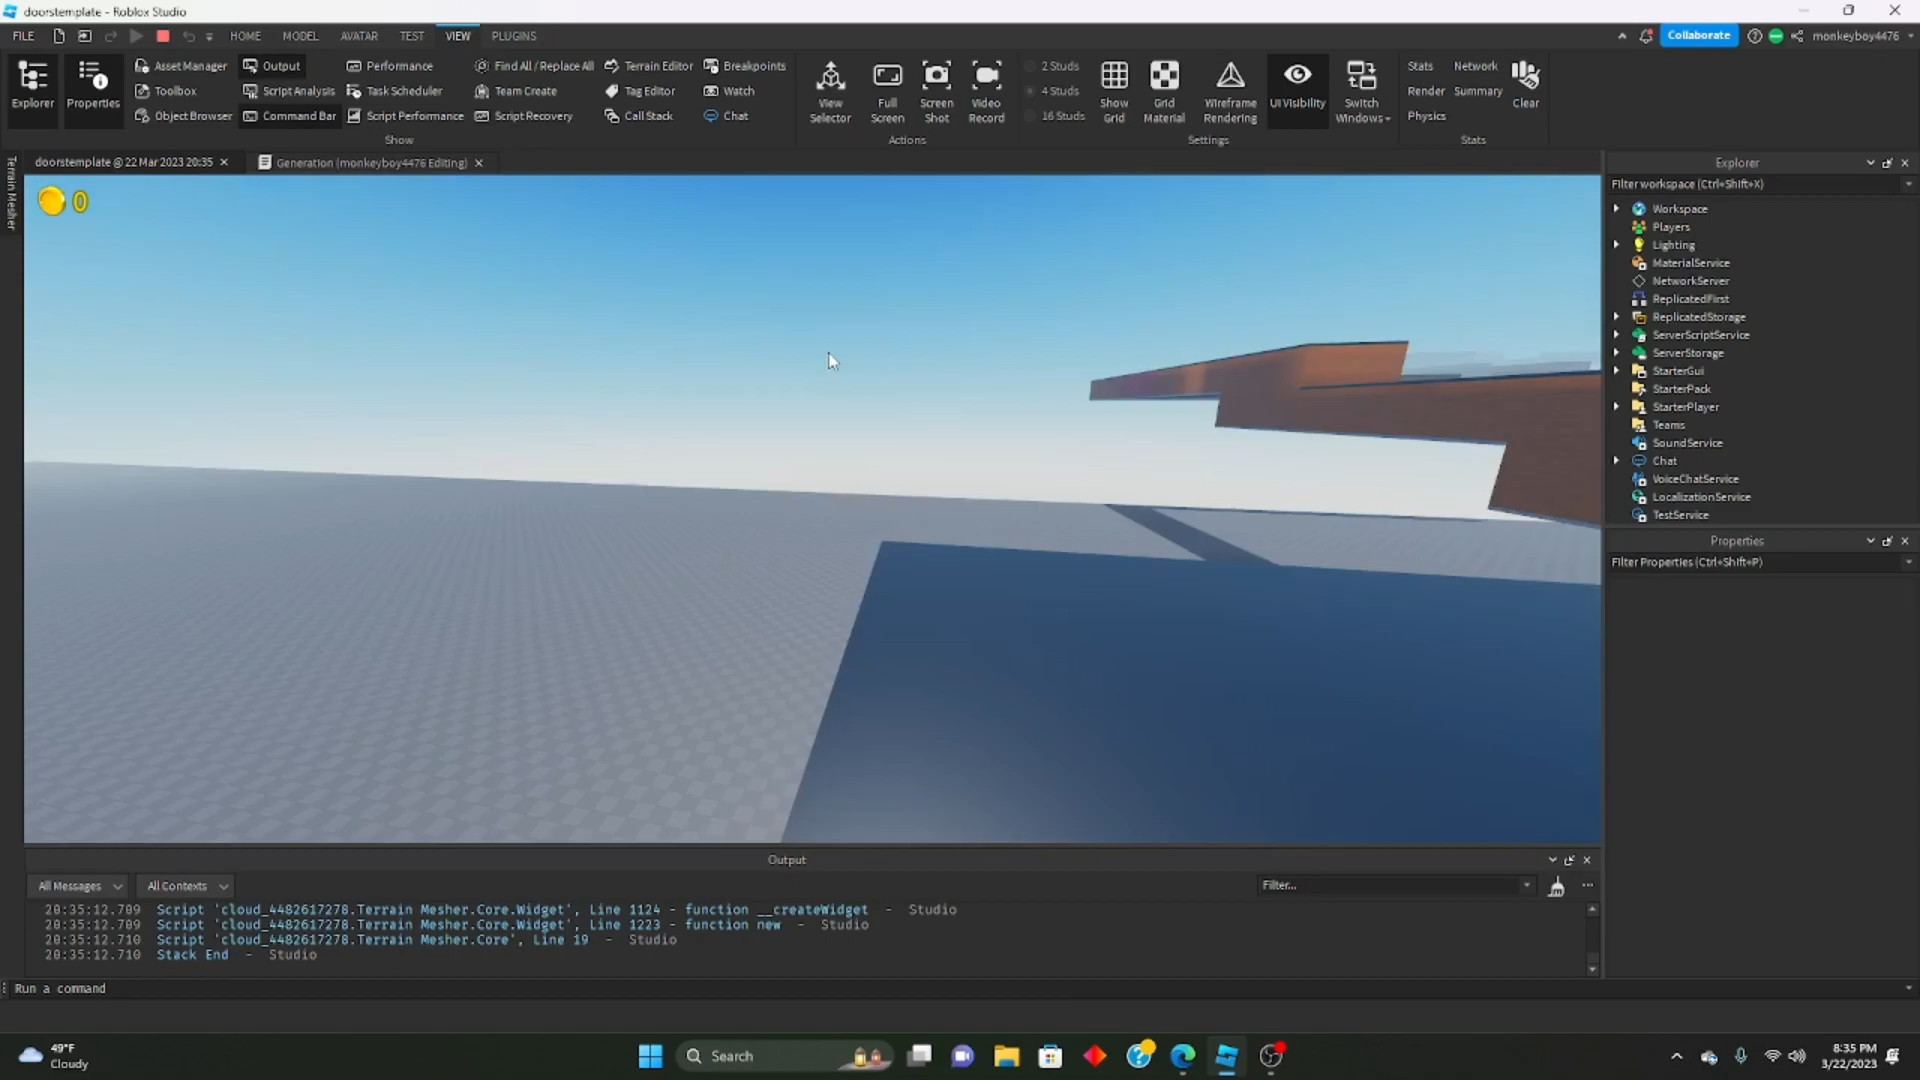 doorstemplate - Roblox Studio
FILE HOME MODEL AVATAR TEST VIEW PLUGINS Collaborate monkeyboy4476
Explorer
Properties
Asset Manager
Toolbox
Object Browser
Output
Script Analysis
Command Bar
Performance
Task Scheduler
Script Performance
Find All / Replace All
Team Create
Script Recovery
Terrain Editor
Tag Editor
Call Stack
Breakpoints
Watch
Chat
Show
View
Selector
Full
Screen
Screen
Shot
Video
Record
Actions
2 Studs
4 Studs
16 Studs
Show
Grid
Grid
Material
Wireframe
Rendering
UI Visibility
Switch
Windows
Settings
Stats
Render
Physics
Network
Summary
Clear
Stats
Terrain Mesher
doorstemplate @ 22 Mar 2023 20:35
Generation (monkeyboy4476 Editing)
0
Explorer
Filter workspace (Ctrl+Shift+X)
Workspace
Players
Lighting
MaterialService
NetworkServer
ReplicatedFirst
ReplicatedStorage
ServerScriptService
ServerStorage
StarterGui
StarterPack
StarterPlayer
Teams
SoundService
Chat
VoiceChatService
LocalizationService
TestService
Properties
Filter Properties (Ctrl+Shift+P)
Output
All Messages All Contexts Filter...
20:35:12.709 Script 'cloud_4482617278.Terrain Mesher.Core.Widget', Line 1124 - function __createWidget - Studio
20:35:12.709 Script 'cloud_4482617278.Terrain Mesher.Core.Widget', Line 1223 - function new - Studio
20:35:12.710 Script 'cloud_4482617278.Terrain Mesher.Core', Line 19 - Studio
20:35:12.710 Stack End - Studio
Run a command
49°F
Cloudy
Search
8:35 PM
3/22/2023